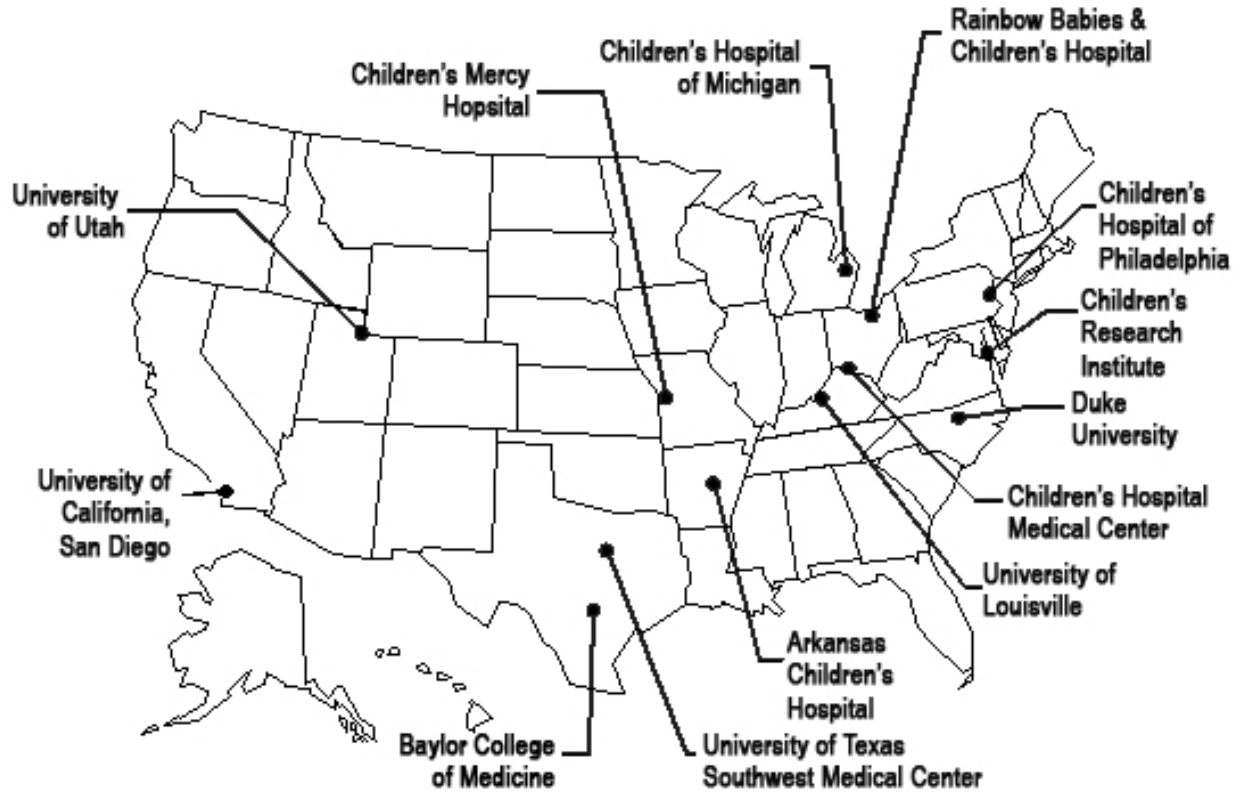 Rainbow Babies &
Children's Hospital
Children's Hospital
of Michigan
Children's Mercy
Hopsital
University
of Utah
Children's
Hospital of
Philadelphia
Children's
Research
Institute
Duke
University
University of
California,
San Diego
Children's Hospital
Medical Center
University of
Louisville
Arkansas
Children's
Hospital
Baylor College
of Medicine
University of Texas
Southwest Medical Center